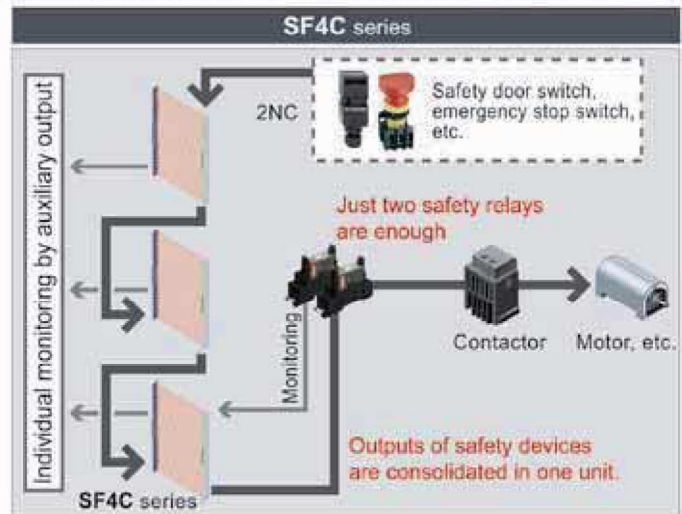 SF4C series
Individual monitoring by auxiliary output
2NC
Safety door switch,
emergency stop switch,
etc.
Just two safety relays
are enough
Monitoring
Contactor
Motor, etc.
Outputs of safety devices
are consolidated in one unit.
SF4C series